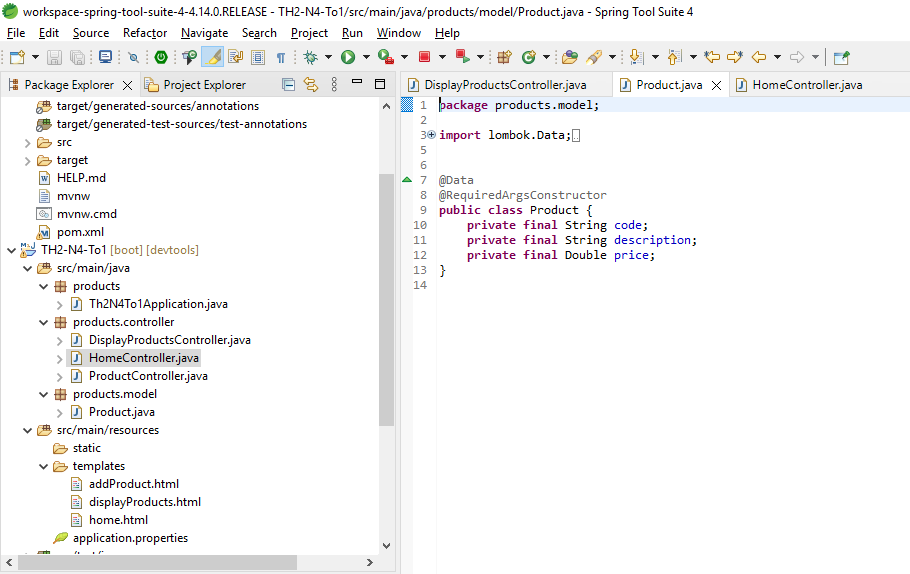 workspace-spring-tool-suite-4-4.14.0.RELEASE - TH2-N4-To1/src/main/java/products/model/Product.java - Spring Tool Suite 4
File Edit Source Refactor Navigate Search Project Run Window Help
Package Explorer Project Explorer
target/generated-sources/annotations
target/generated-test-sources/test-annotations
src
target
HELP.md
mvnw
mvnw.cmd
pom.xml
TH2-N4-To1 [boot] [devtools]
src/main/java
products
Th2N4To1Application.java
products.controller
DisplayProductsController.java
HomeController.java
ProductController.java
products.model
Product.java
src/main/resources
static
templates
addProduct.html
displayProducts.html
home.html
application.properties
DisplayProductsController.java Product.java HomeController.java
1 package products.model;
2
3 import lombok.Data;
5
6
7 @Data
8 @RequiredArgsConstructor
9 public class Product {
10 private final String code;
11 private final String description;
12 private final Double price;
13 }
14